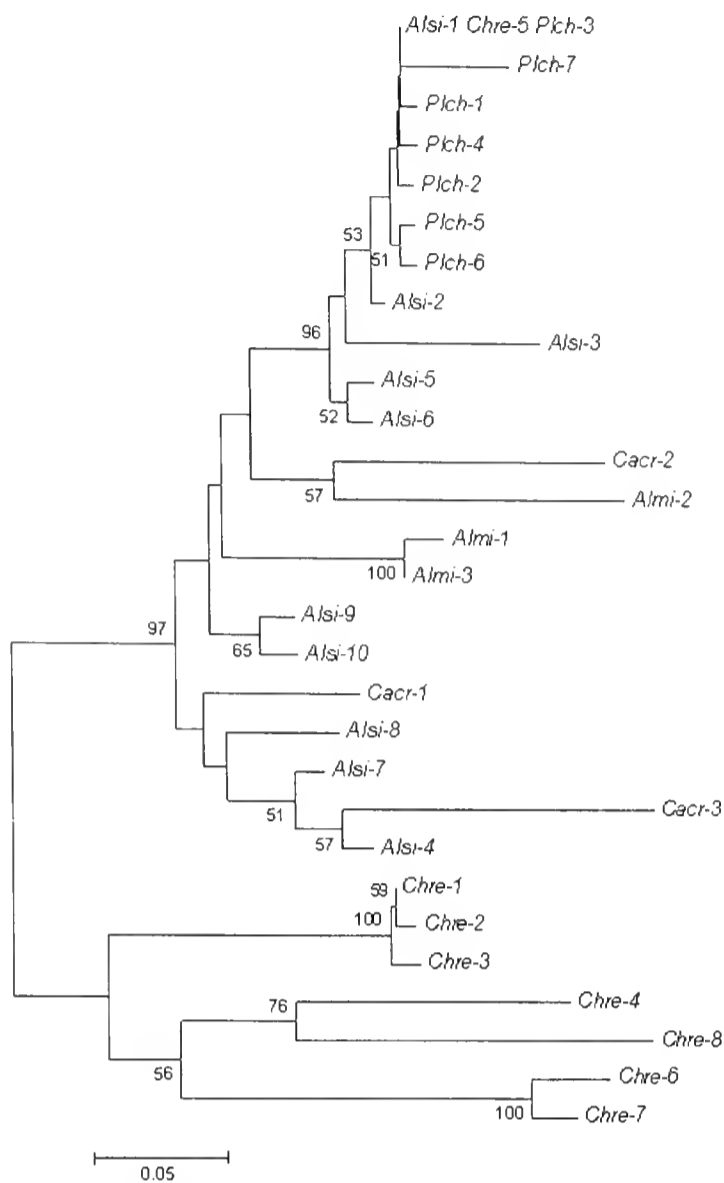 Alsi-1 Chre-5 Plch-3
Plch-7
Plch-1
Plch-4
Plch-2
53
Plch-5
51
Plch-6
Alsi-2
96
Alsi-3
Alsi-5
52
Alsi-6
Cacr-2
57
Almi-2
Almi-1
100
Almi-3
Alsi-9
97
65
Alsi-10
Cacr-1
Alsi-8
Alsi-7
51
Cacr-3
57
Alsi-4
59
Chre-1
100
Chre-2
Chre-3
76
Chre-4
Chre-8
56
Chre-6
100
Chre-7
0.05